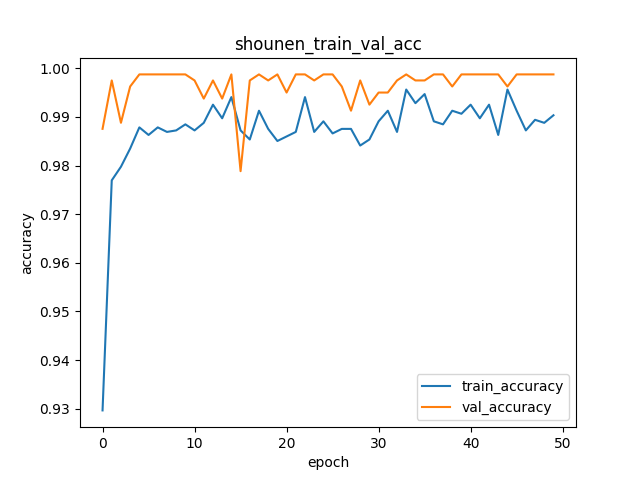 shounen_train_val_acc
1.00
0.99
0.98
0.97
0.96
0.95
0.94
0.93
accuracy
train_accuracy
val_accuracy
0 10 20 30 40 50
epoch